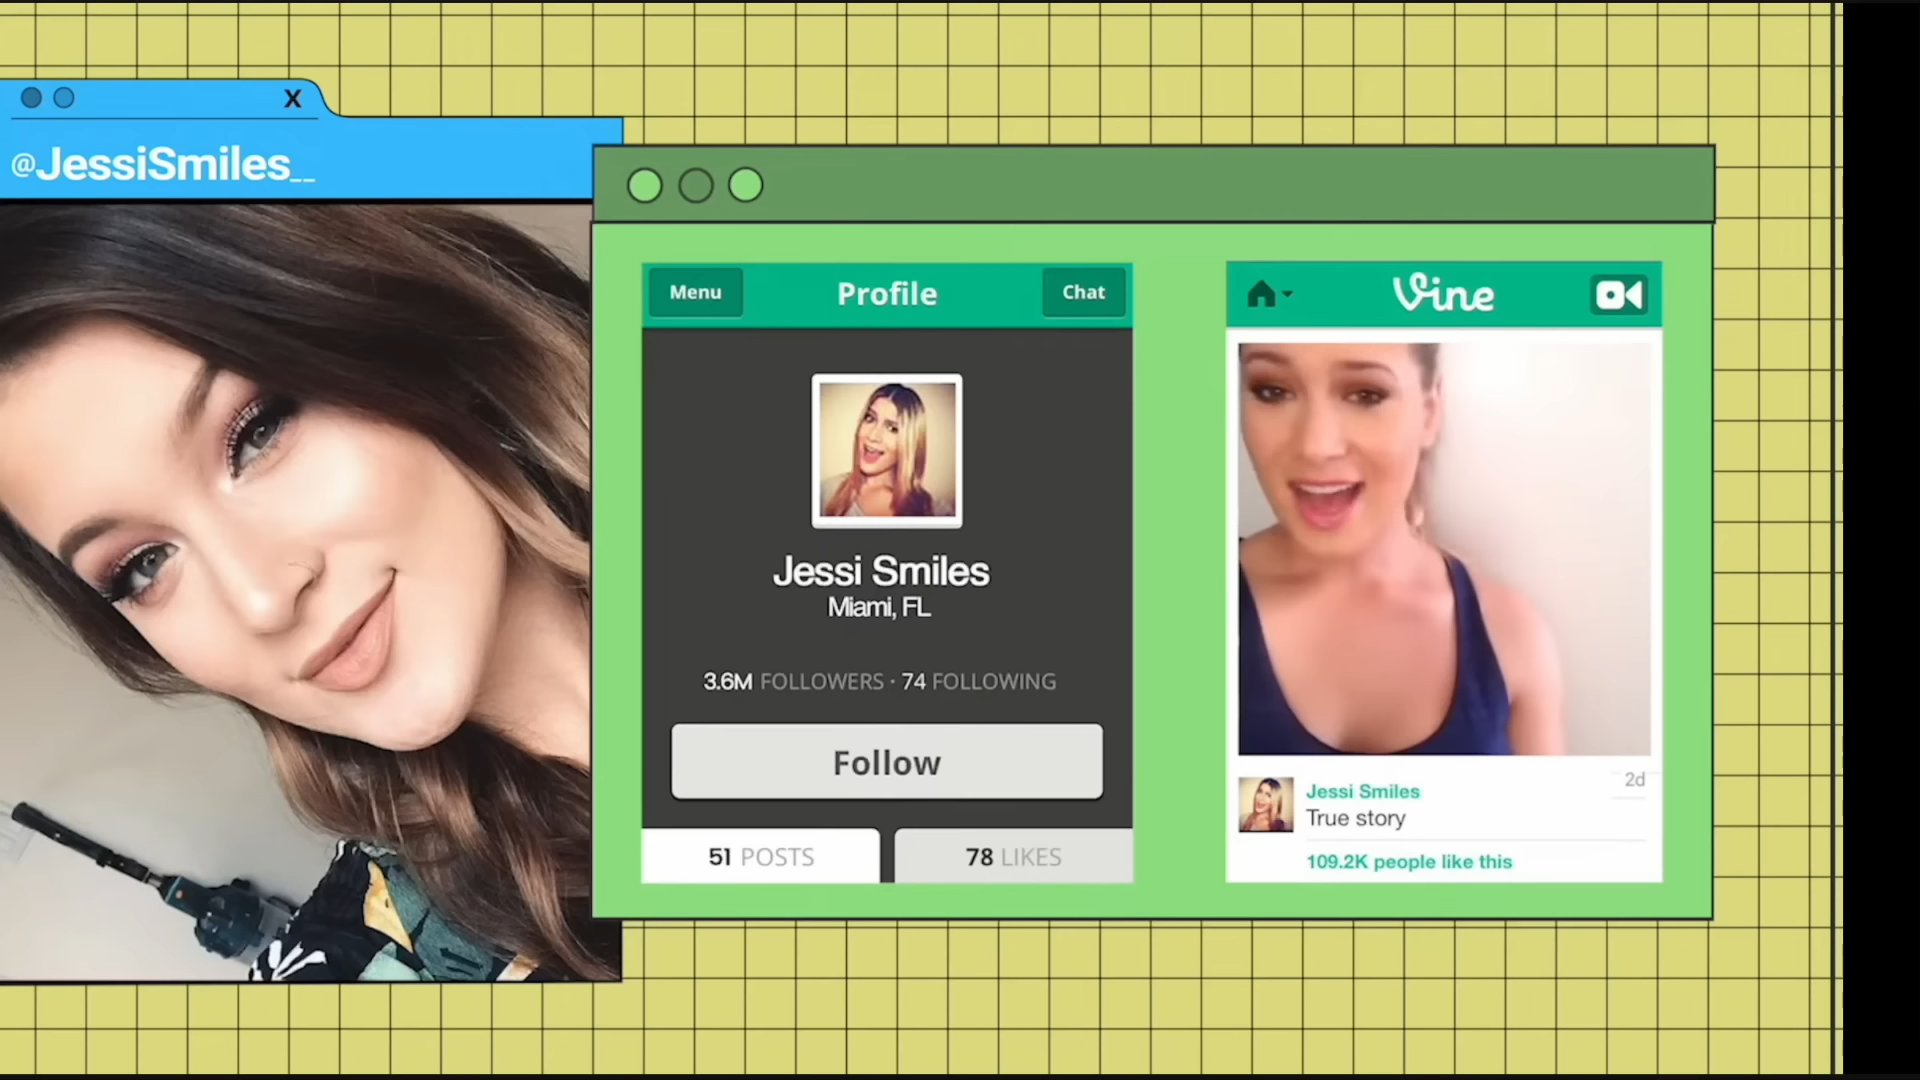 X
@JessiSmiles__
Menu
Profile
Chat
Jessi Smiles
Miami, FL
3.6M FOLLOWERS · 74 FOLLOWING
Follow
51 POSTS
78 LIKES
Vine
Jessi Smiles
2d
True story
109.2K people like this